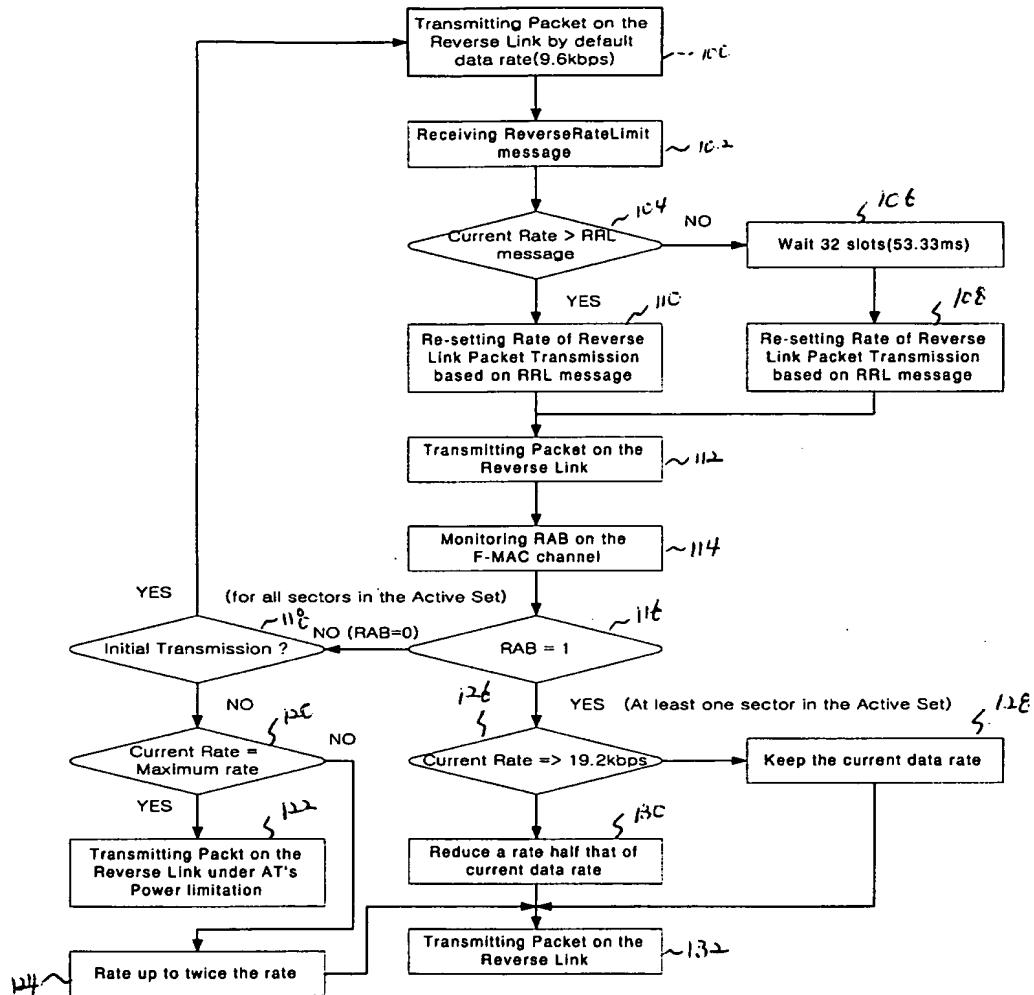 Transmitting Packet on the
Reverse Link by default
data rate(9.6kbps)
100
Receiving ReverseRateLimit
message
102
104
Current Rate > RRL
message
NO
106
Wait 32 slots(53.33ms)
YES
110
Re-setting Rate of Reverse
Link Packet Transmission
based on RRL message
108
Re-setting Rate of Reverse
Link Packet Transmission
based on RRL message
Transmitting Packet on the
Reverse Link
112
Monitoring RAB on the
F-MAC channel
114
YES
(for all sectors in the Active Set)
118
Initial Transmission ?
NO (RAB=0)
116
RAB = 1
NO
120
Current Rate =
Maximum rate
NO
126
YES (At least one sector in the Active Set)
Current Rate => 19.2kbps
128
Keep the current data rate
YES
122
Transmitting Packt on the
Reverse Link under AT's
Power limitation
130
Reduce a rate half that of
current data rate
124
Rate up to twice the rate
Transmitting Packet on the
Reverse Link
132